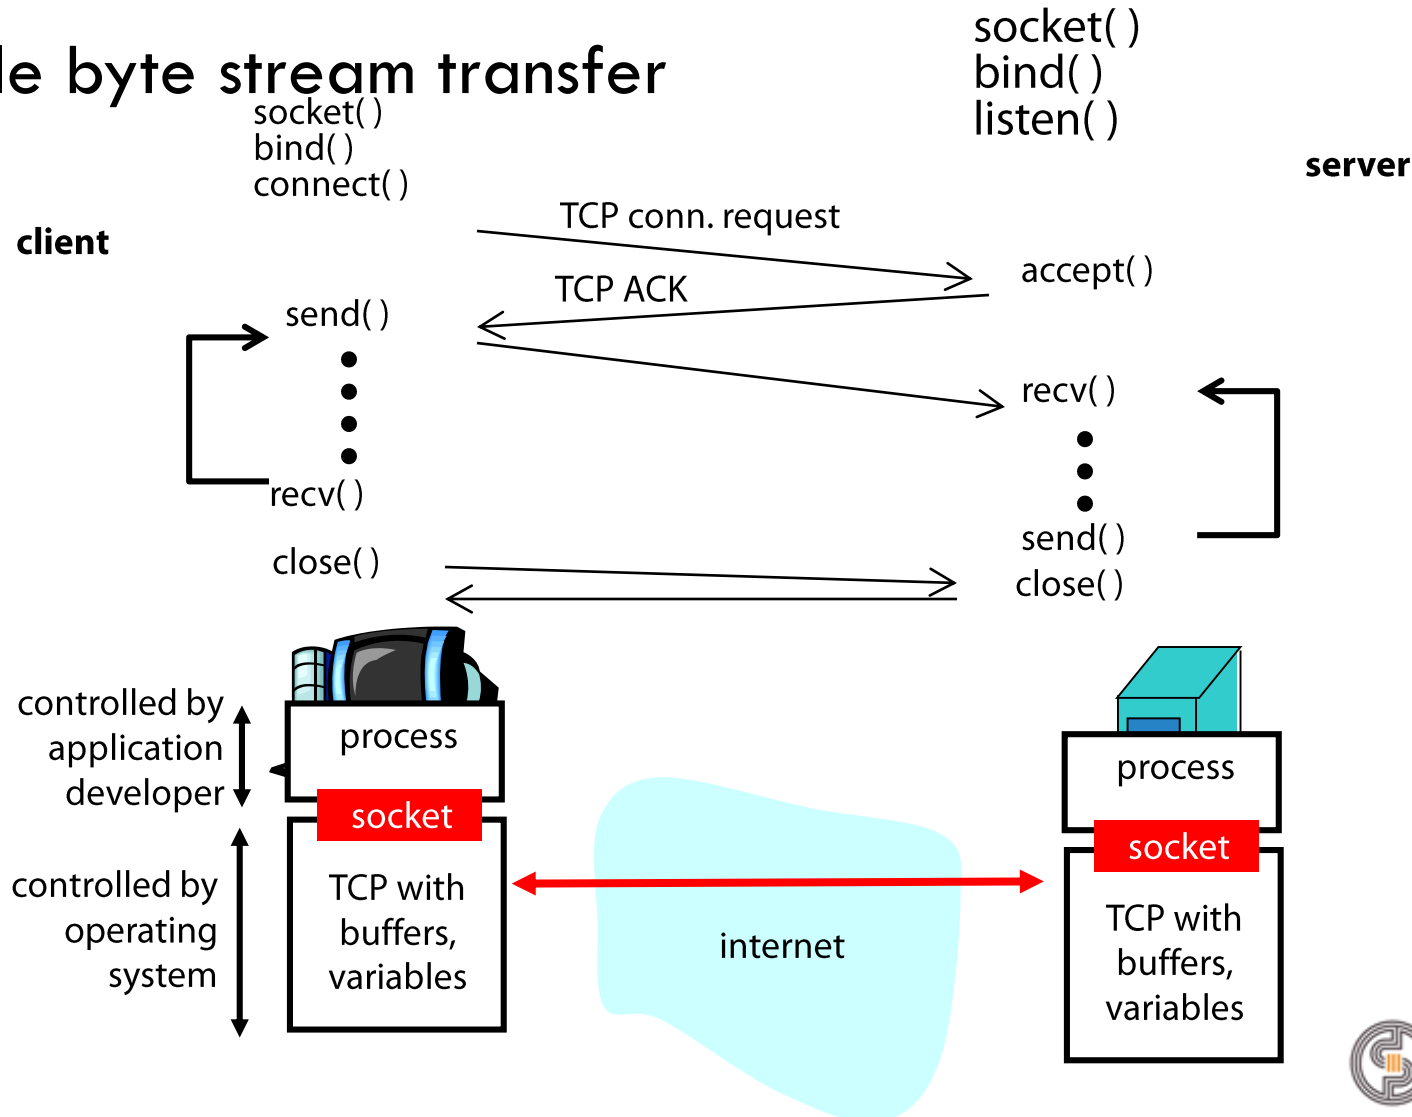 le byte stream transfer
socket( )
bind( )
listen( )
socket( )
bind( )
connect( )
server
client
TCP conn. request
accept( )
TCP ACK
send( )
recv( )
recv( )
send( )
close( )
close( )
controlled by
application
developer
process
process
socket
socket
controlled by
operating
system
TCP with
buffers,
variables
internet
TCP with
buffers,
variables